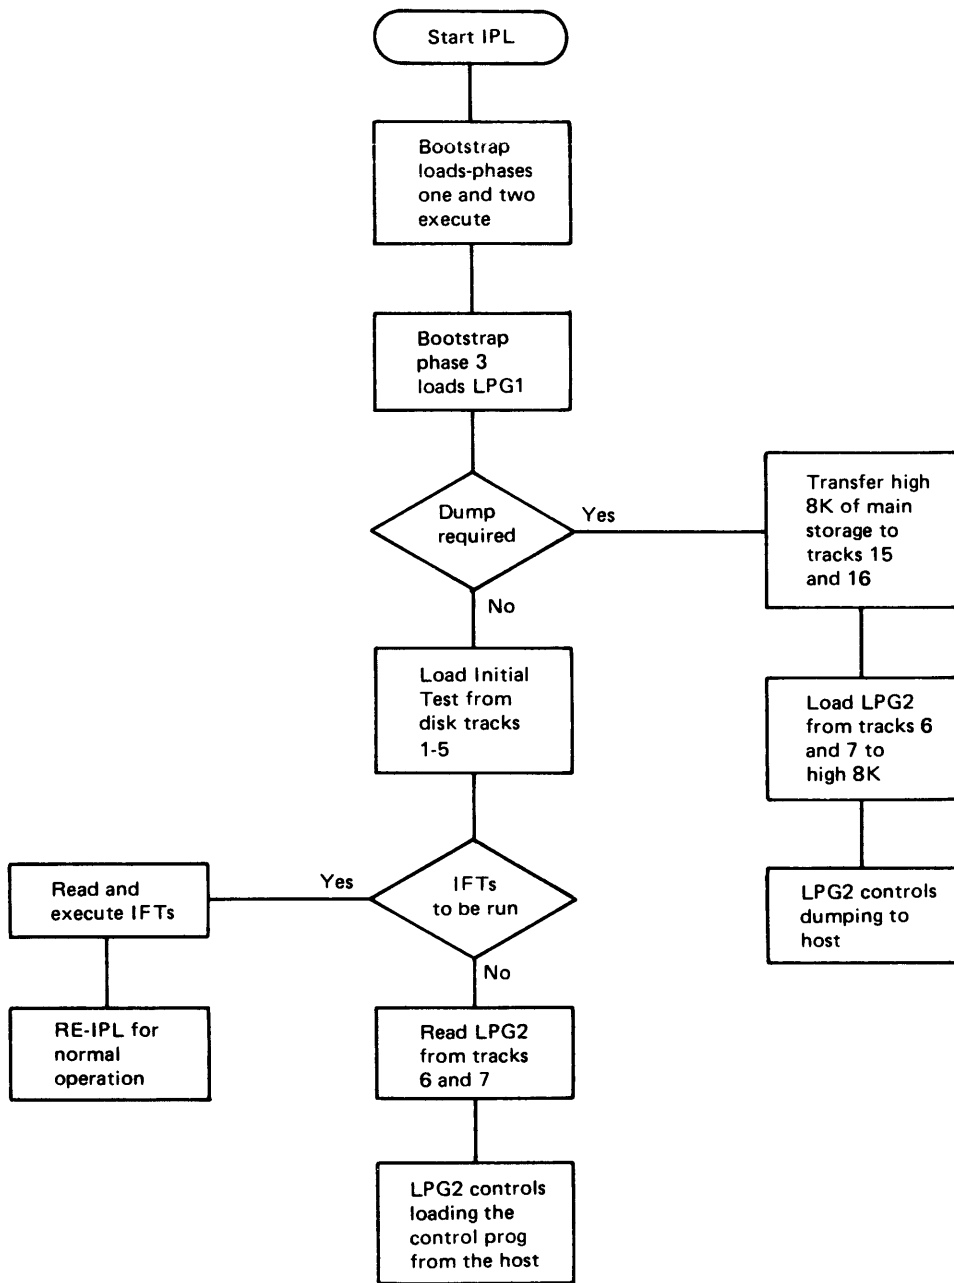 Start IPL
Bootstrap
loads-phases
one and two
execute
Bootstrap
phase 3
loads LPG1
Dump
required
Yes
No
Transfer high
8K of main
storage to
tracks 15
and 16
Load LPG2
from tracks 6
and 7 to
high 8K
LPG2 controls
dumping to
host
Load Initial
Test from
disk tracks
1-5
IFTs
to be run
Yes
No
Read and
execute IFTs
RE-IPL for
normal
operation
Read LPG2
from tracks
6 and 7
LPG2 controls
loading the
control prog
from the host